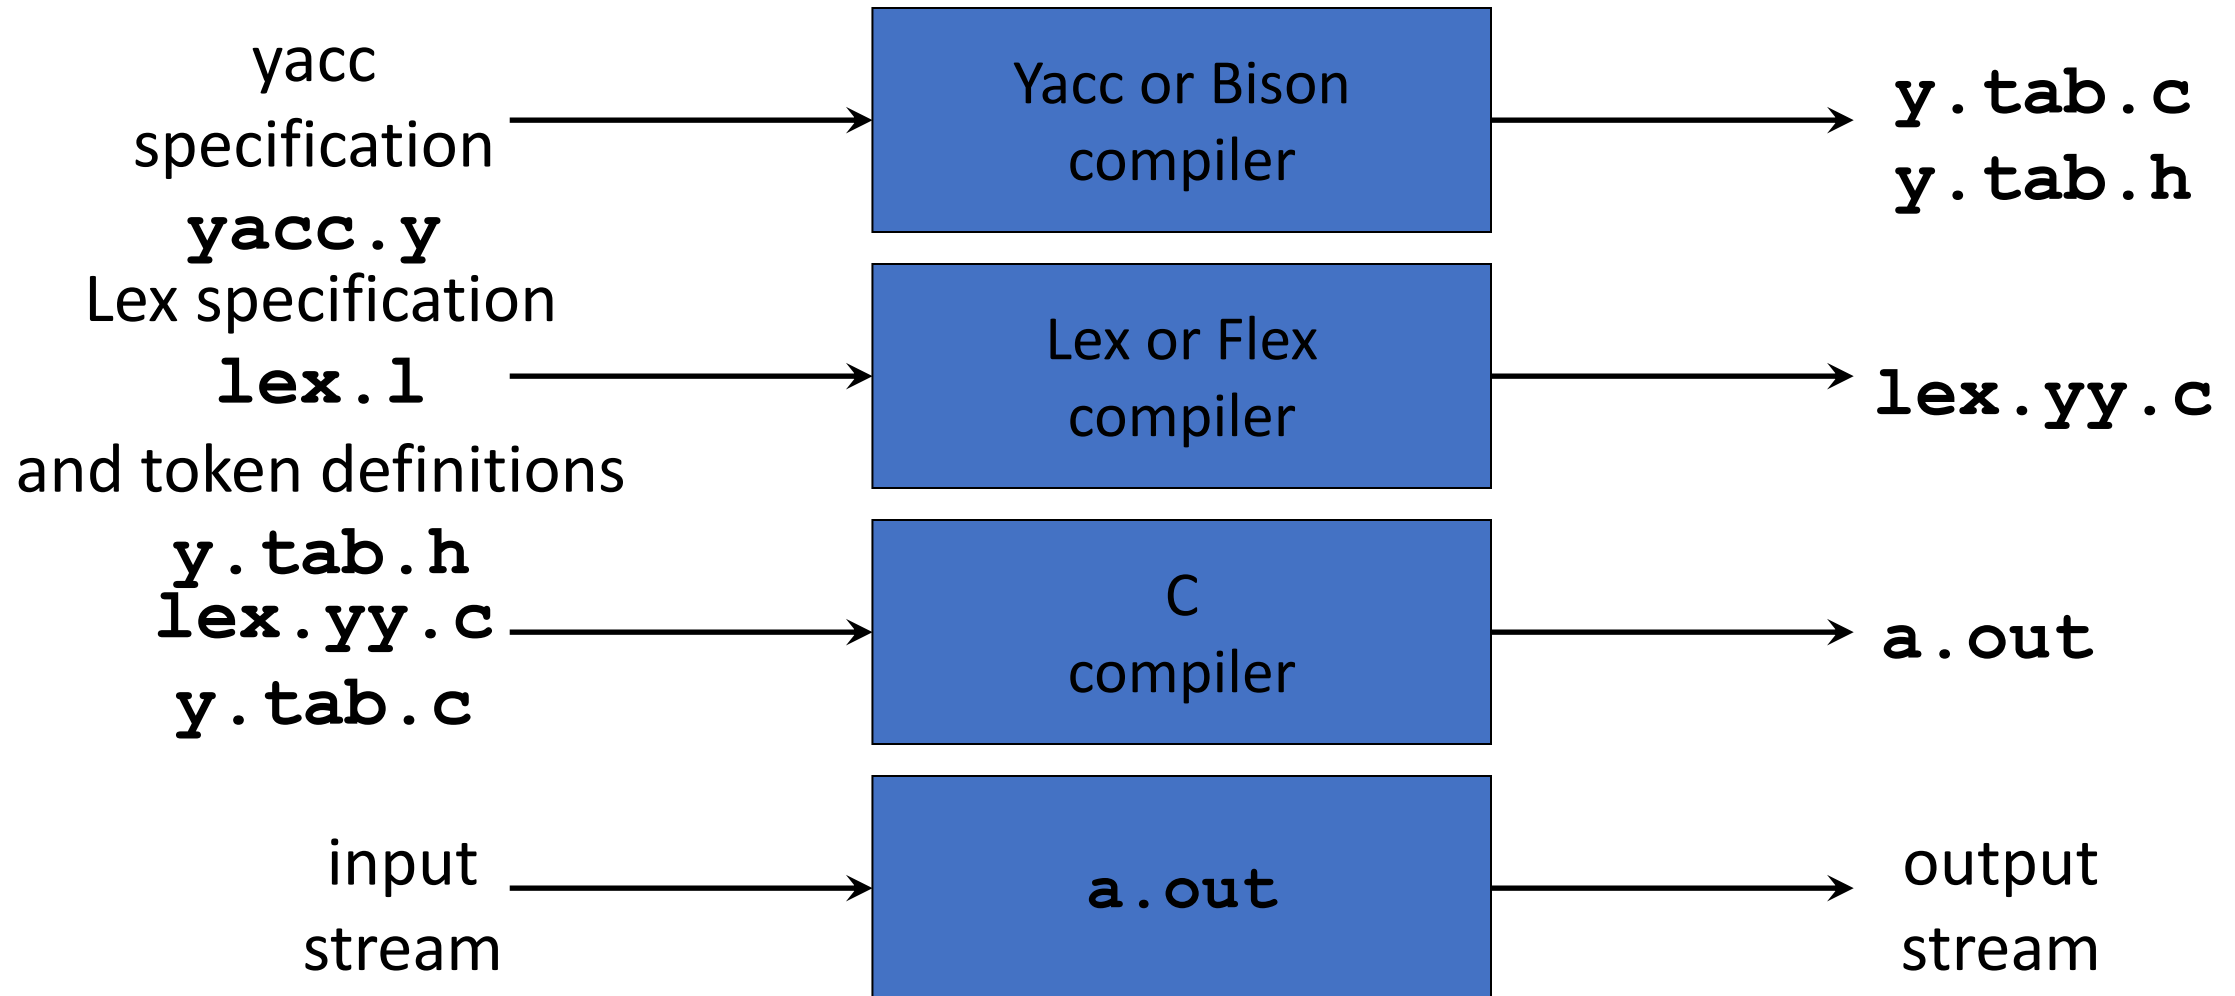 yacc
specification
yacc.y
Yacc or Bison
compiler
y.tab.c
y.tab.h
Lex specification
lex.l
and token definitions
y.tab.h
Lex or Flex
compiler
lex.yy.c
lex.yy.c
y.tab.c
C
compiler
a.out
input
stream
a.out
output
stream